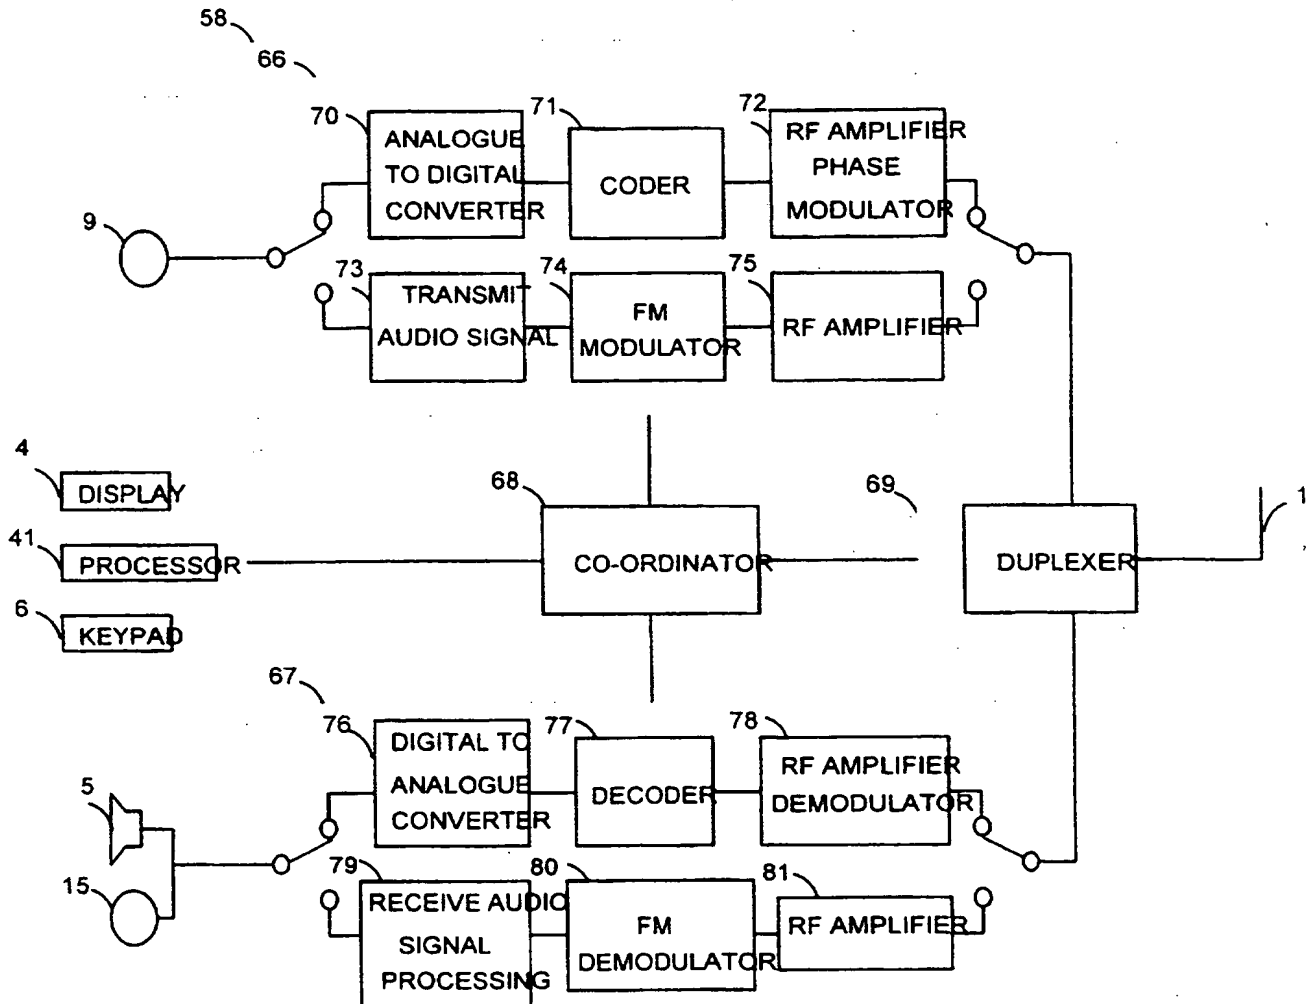 58
66
70
ANALOGUE
TO DIGITAL
CONVERTER
71
CODER
72
RF AMPLIFIER
PHASE
MODULATOR
9
73
TRANSMIT
AUDIO SIGNAL
74
FM
MODULATOR
75
RF AMPLIFIER
4
DISPLAY
41
PROCESSOR
6
KEYPAD
68
CO-ORDINATOR
69
DUPLEXER
1
67
76
DIGITAL TO
ANALOGUE
CONVERTER
77
DECODER
78
RF AMPLIFIER
DEMODULATOR
5
15
79
RECEIVE AUDIO
SIGNAL
PROCESSING
80
FM
DEMODULATOR
81
RF AMPLIFIER